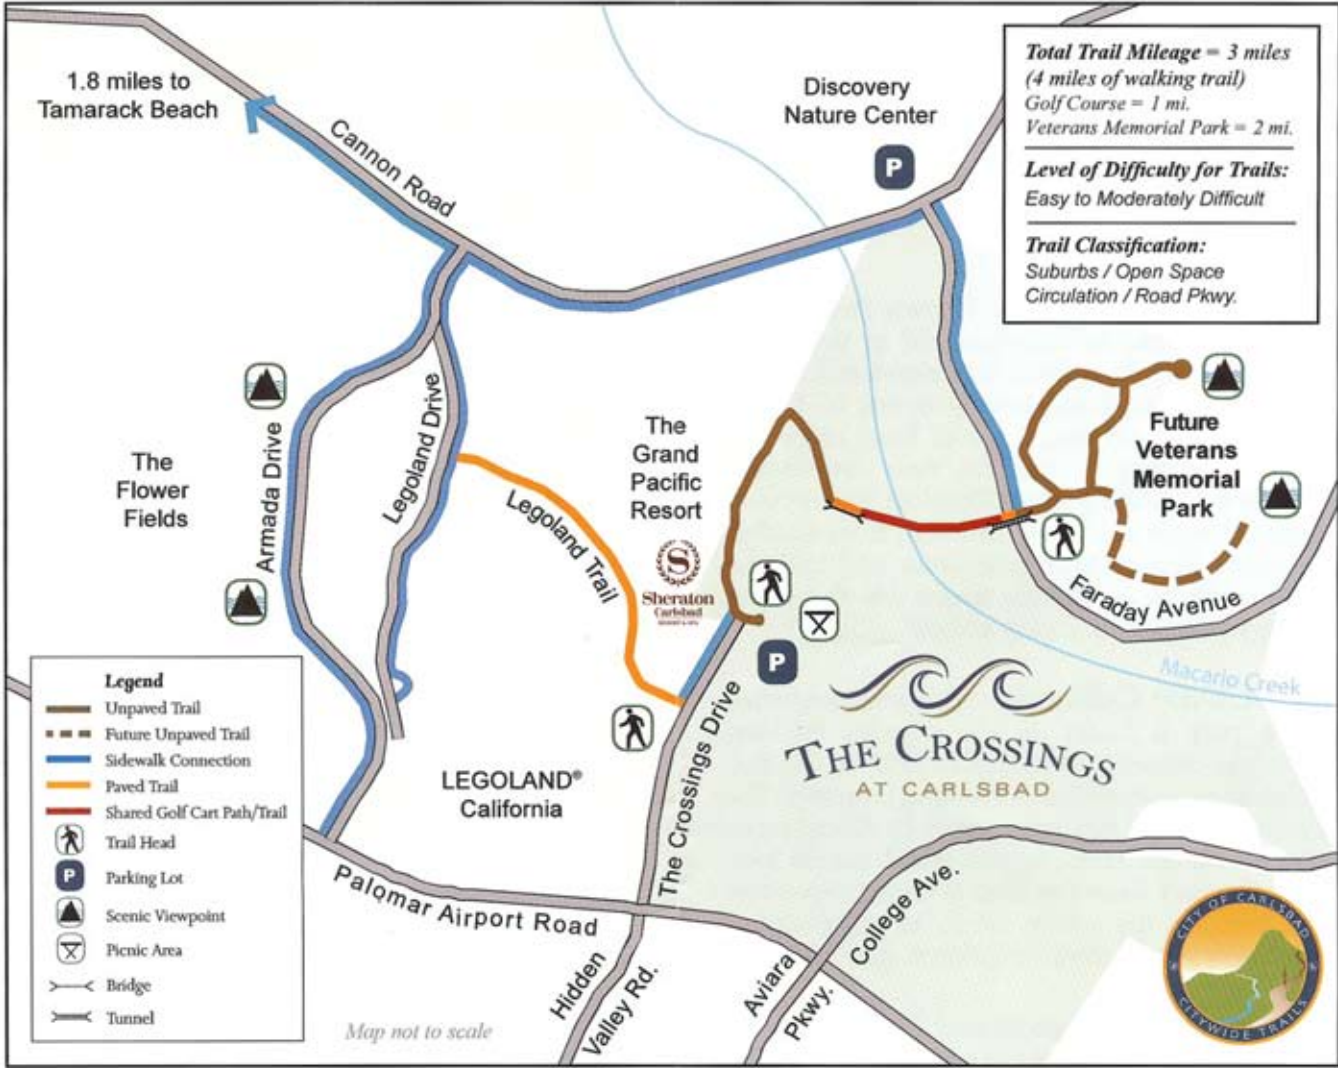 1.8 miles to
Tamarack Beach
Cannon Road
Discovery
Nature Center
P
Total Trail Mileage = 3 miles
(4 miles of walking trail)
Golf Course = 1 mi.
Veterans Memorial Park = 2 mi.
Level of Difficulty for Trails:
Easy to Moderately Difficult
Trail Classification:
Suburbs / Open Space
Circulation / Road Pkwy.
The
Flower
Fields
Armada Drive
Legoland Drive
Legoland Trail
The
Grand
Pacific
Resort
S
Sheraton
Carlsbad
RESORT & SPA
Future
Veterans
Memorial
Park
Faraday Avenue
Macario Creek
P
The Crossings Drive
THE CROSSINGS
AT CARLSBAD
LEGOLAND®
California
Palomar Airport Road
Hidden
Valley Rd.
Aviara
Pkwy.
College Ave.
Legend
Unpaved Trail
Future Unpaved Trail
Sidewalk Connection
Paved Trail
Shared Golf Cart Path/Trail
Trail Head
P Parking Lot
Scenic Viewpoint
Picnic Area
Bridge
Tunnel
Map not to scale
CITY OF CARLSBAD
CITYWIDE TRAILS